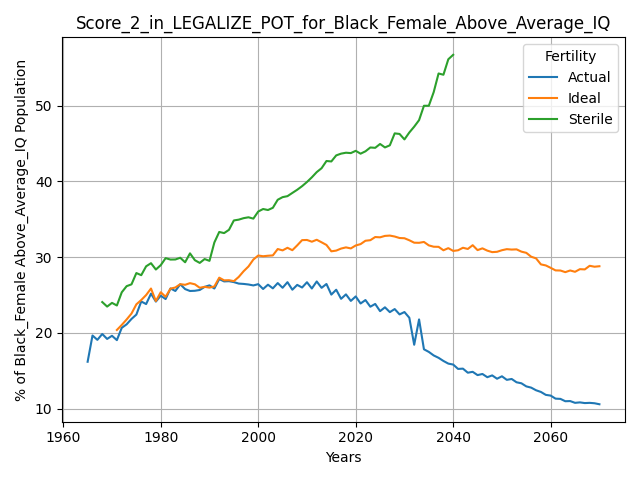 Score_2_in_LEGALIZE_POT_for_Black_Female_Above_Average_IQ
% of Black_Female Above_Average_IQ Population
50
40
30
20
10
1960
1980
2000
2020
2040
2060
Years
Fertility
Actual
Ideal
Sterile